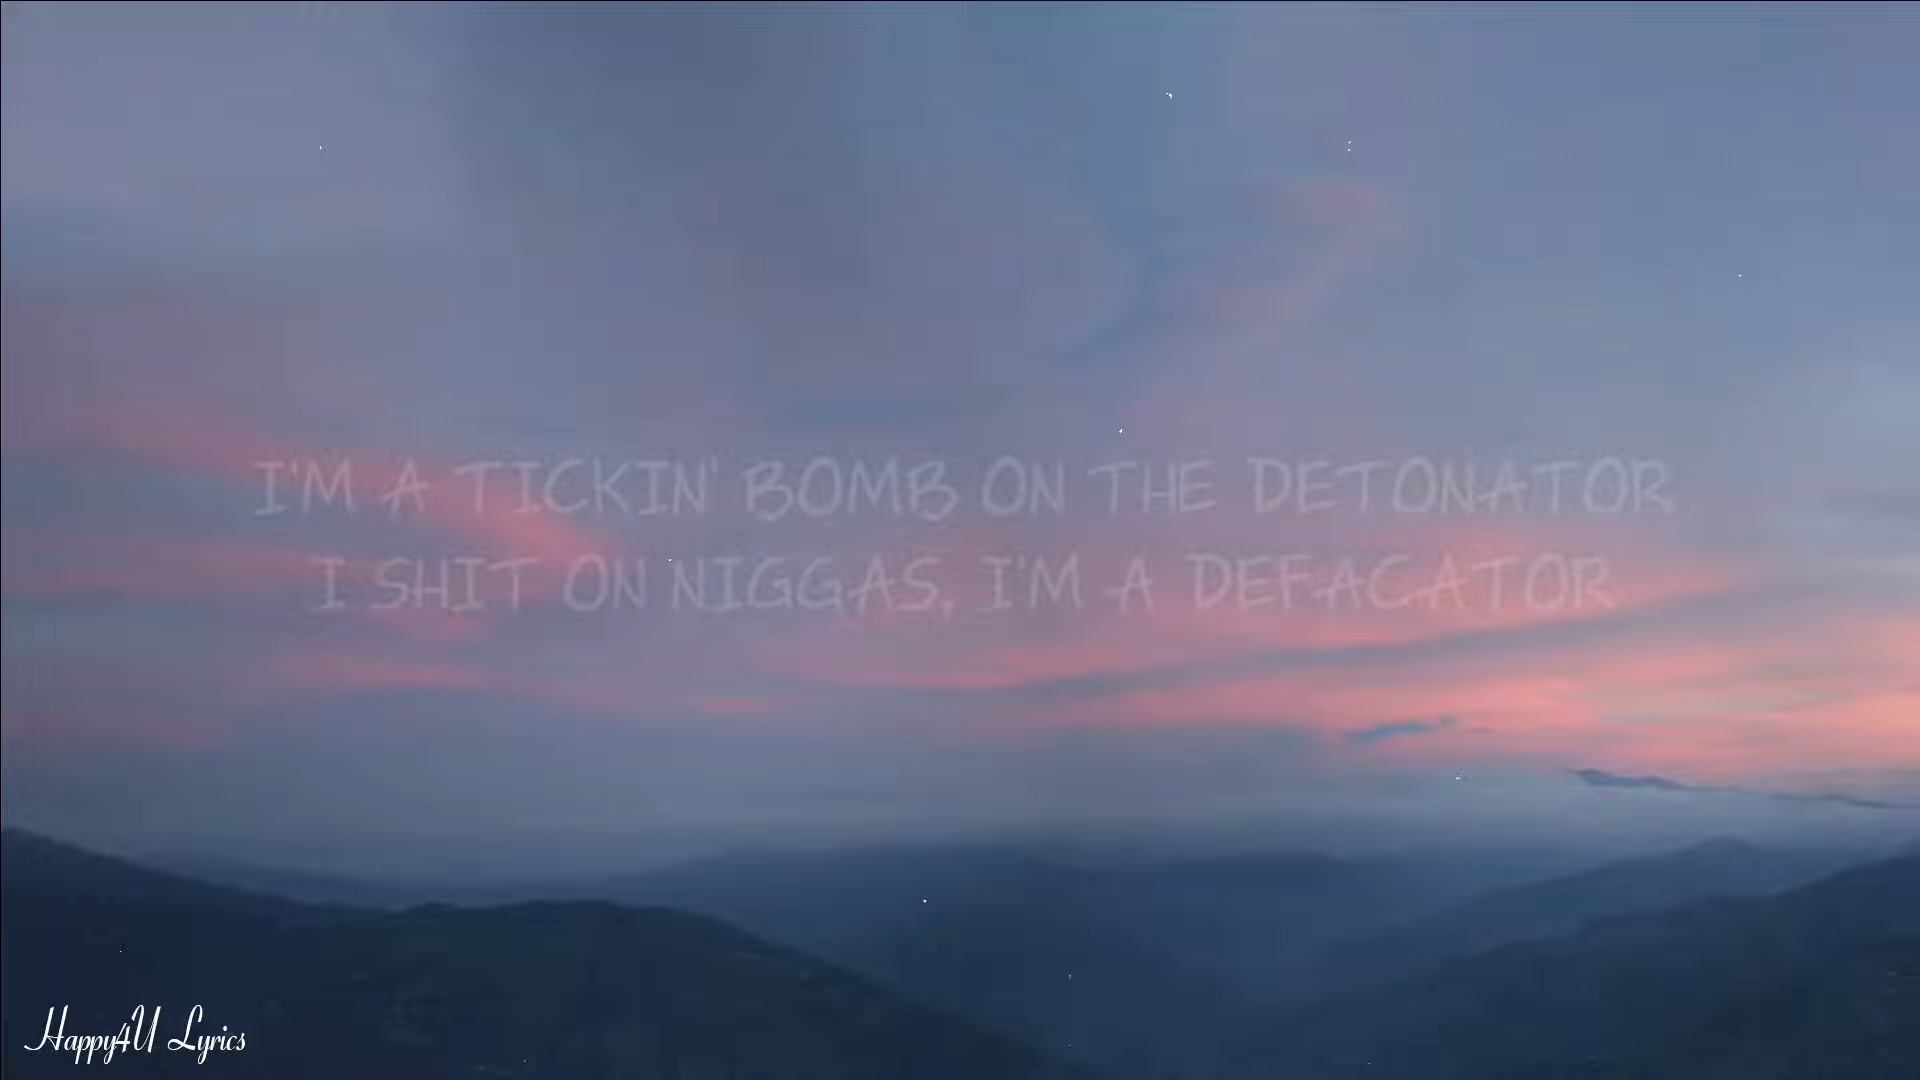 I'M A TICKIN' BOMB ON THE DETONATOR
I SHIT ON NIGGAS, I'M A DEFACATOR
Happy4U Lyrics